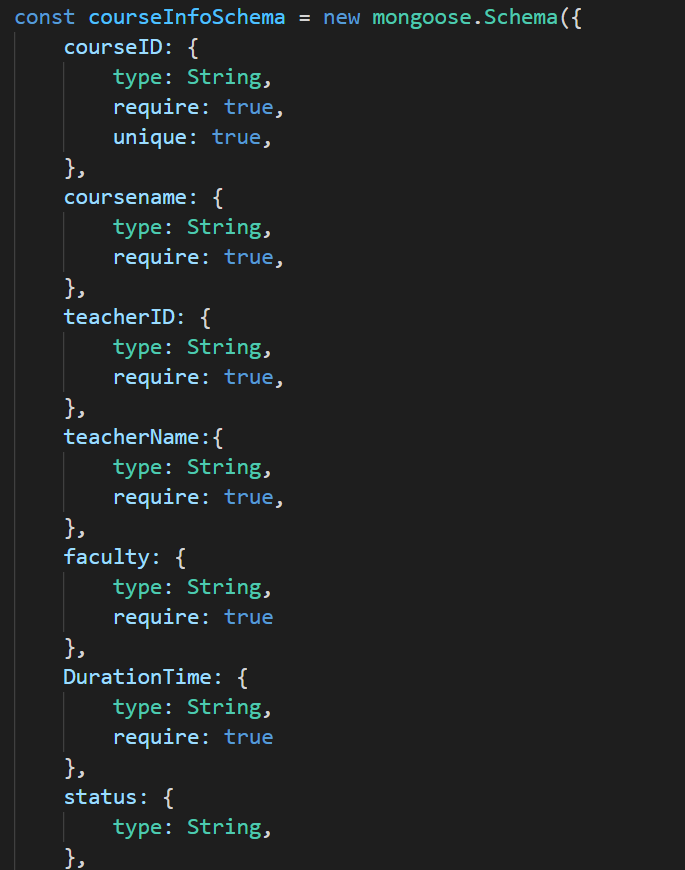 const courseInfoSchema = new mongoose.Schema({
    courseID: {
        type: String,
        require: true,
        unique: true,
    },
    coursename: {
        type: String,
        require: true,
    },
    teacherID: {
        type: String,
        require: true,
    },
    teacherName:{
        type: String,
        require: true,
    },
    faculty: {
        type: String,
        require: true
    },
    DurationTime: {
        type: String,
        require: true
    },
    status: {
        type: String,
    },